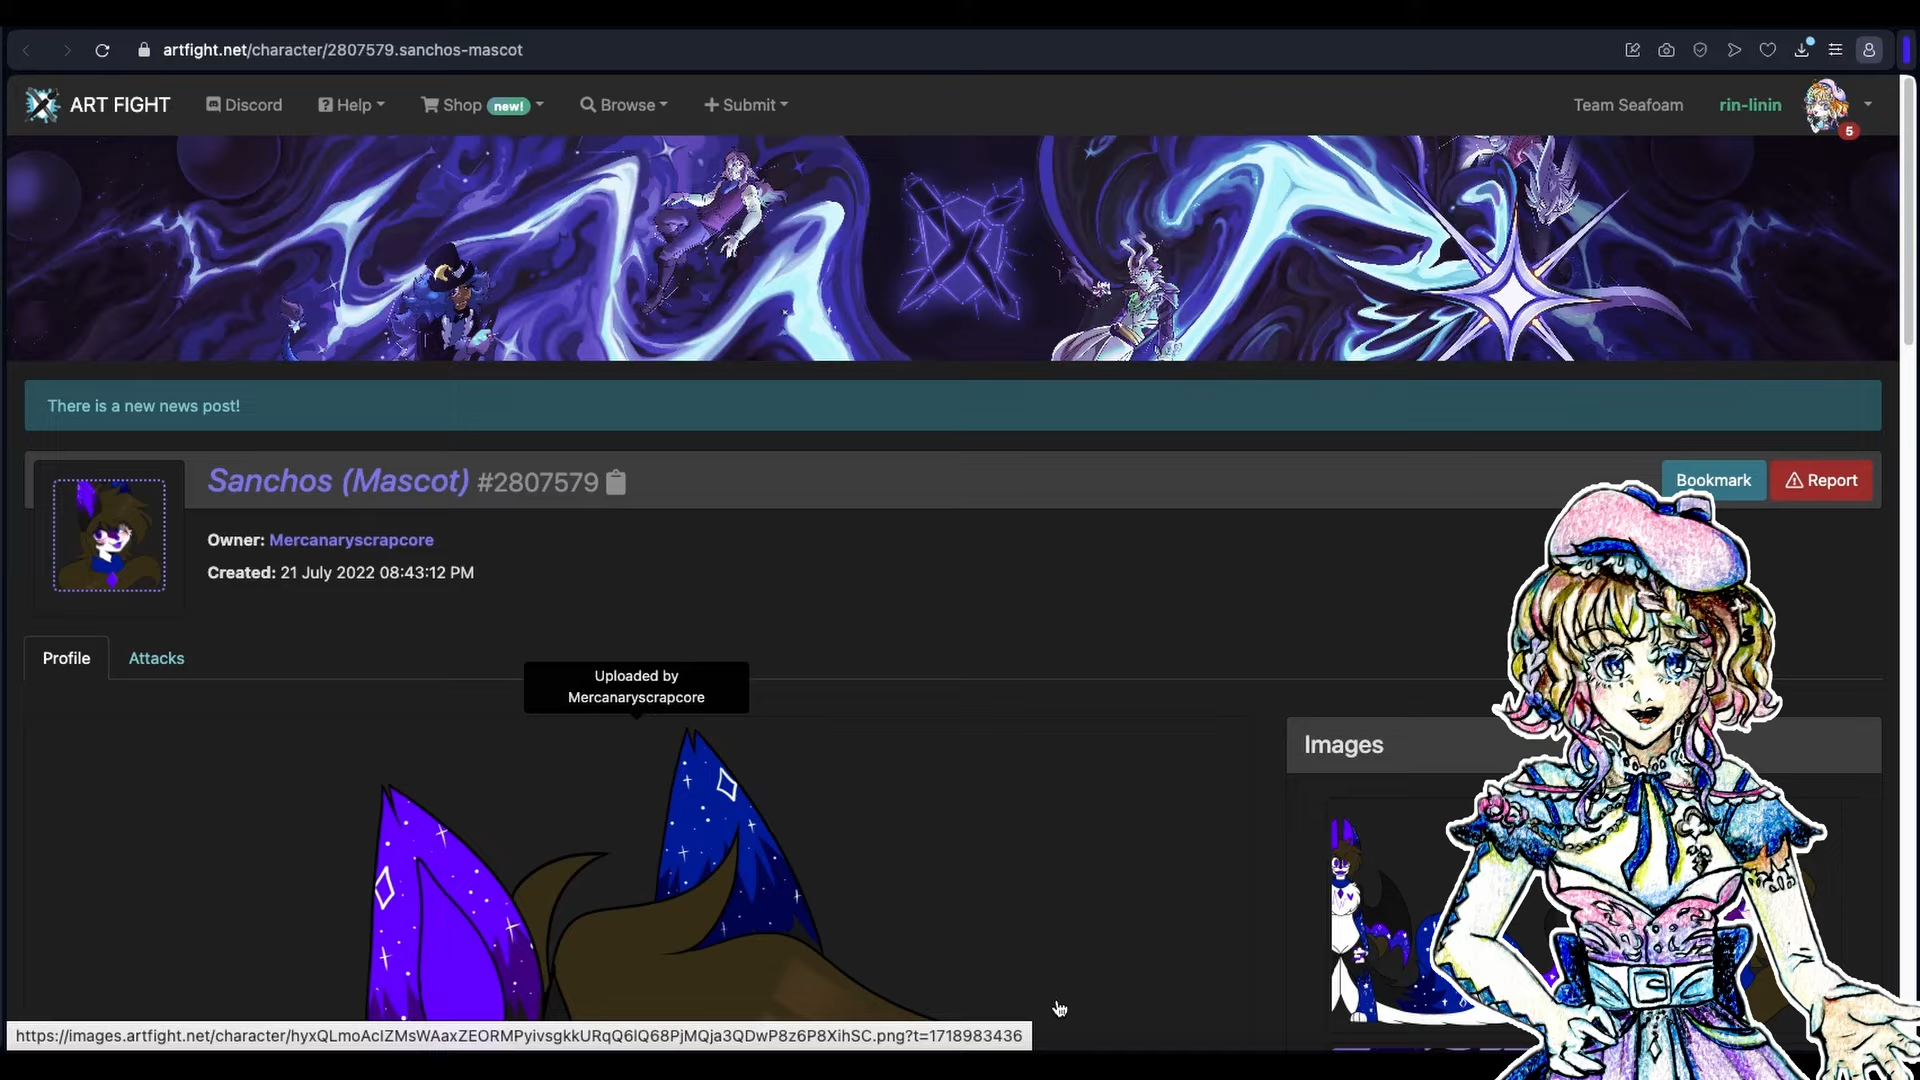 artfight.net/character/2807579.sanchos-mascot
ART FIGHT
Discord
Help
Shop new!
Browse
Submit
Team Seafoam
rin-linin
5
There is a new news post!
Sanchos (Mascot) #2807579
Bookmark
Report
Owner: Mercanaryscrapcore
Created: 21 July 2022 08:43:12 PM
Profile
Attacks
Uploaded by
Mercanaryscrapcore
Images
https://images.artfight.net/character/hyxQLmoAcIZMsWAaxZEORMPyivsgkkURqQ6lQ68PjMQja3QDwP8z6P8XihSC.png?t=1718983436